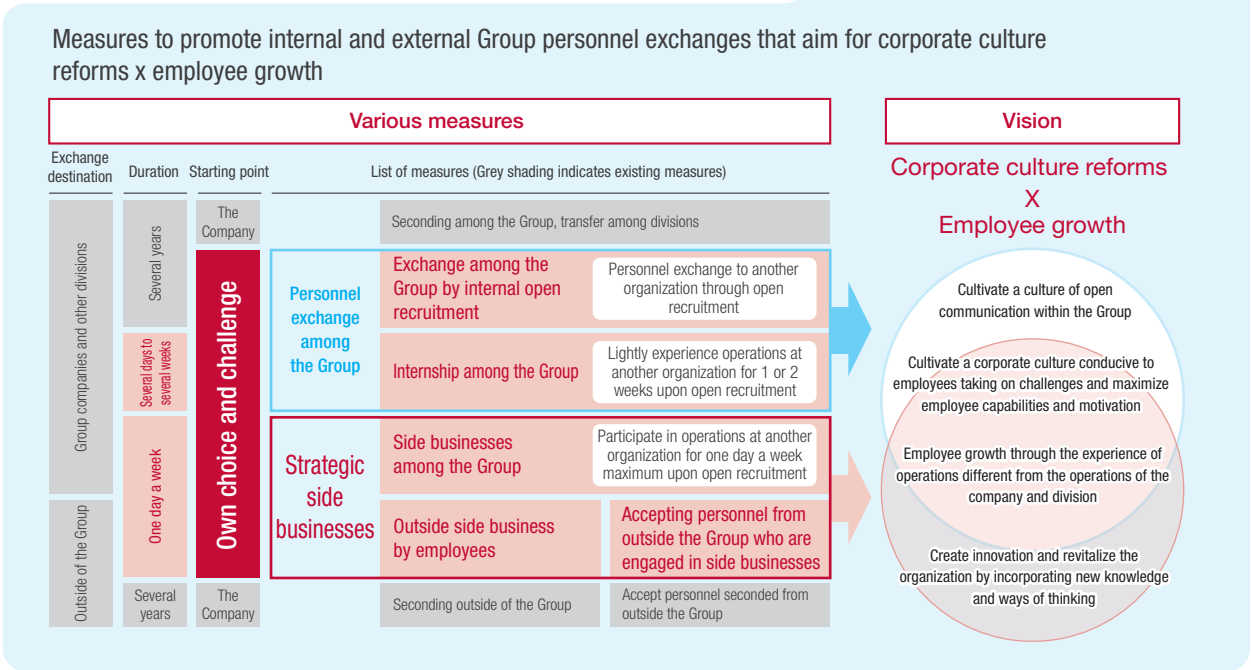 Measures to promote internal and external Group personnel exchanges that aim for corporate culture
reforms x employee growth
Various measures
Vision
Exchange
destination
Duration
Starting point
List of measures (Grey shading indicates existing measures)
Group companies and other divisions
Outside of the Group
Several years
Several days to
several weeks
One day a week
Several
years
The
Company
Own choice and challenge
The
Company
Seconding among the Group, transfer among divisions
Personnel
exchange
among
the Group
Exchange among the
Group by internal open
recruitment
Personnel exchange to another
organization through open
recruitment
Internship among the Group
Lightly experience operations at
another organization for 1 or 2
weeks upon open recruitment
Strategic
side
businesses
Side businesses
among the Group
Participate in operations at another
organization for one day a week
maximum upon open recruitment
Outside side business
by employees
Accepting personnel from
outside the Group who are
engaged in side businesses
Seconding outside of the Group
Accept personnel seconded from
outside the Group
Corporate culture reforms
X
Employee growth
Cultivate a culture of open
communication within the Group
Cultivate a corporate culture conducive to
employees taking on challenges and maximize
employee capabilities and motivation
Employee growth through the experience of
operations different from the operations of the
company and division
Create innovation and revitalize the
organization by incorporating new knowledge
and ways of thinking